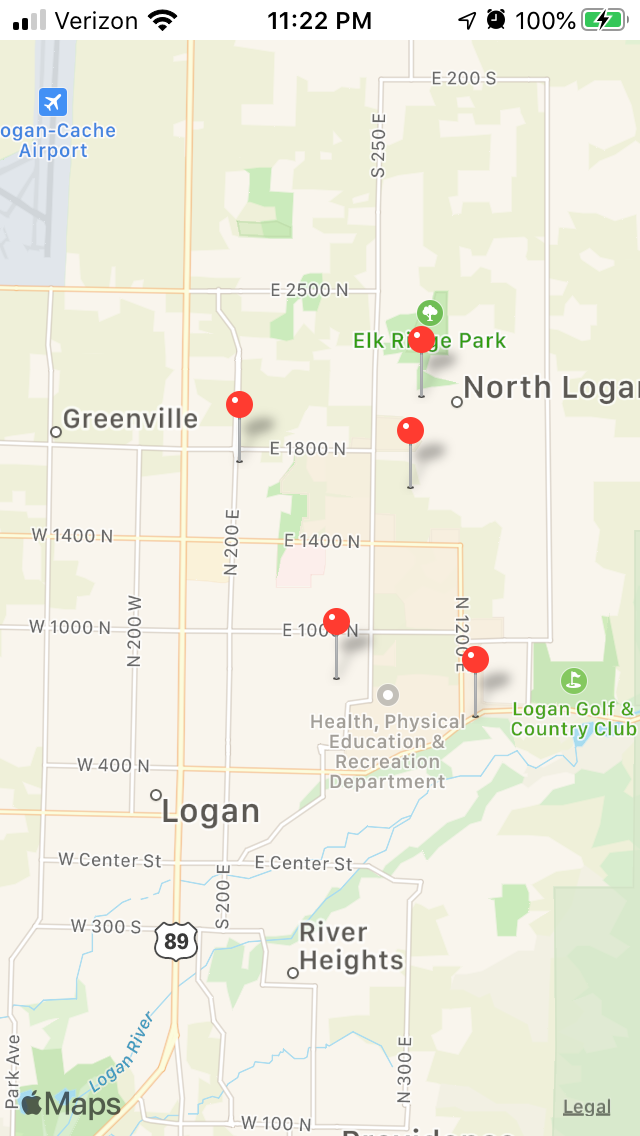 Verizon 11:22 PM 100%
E 200 S
S 250 E
ogan-Cache
Airport
E 2500 N
Elk Ridge Park
North Logan
Greenville
E 1800 N
W 1400 N
E 1400 N
N 200 E
W 1000 N
N 200 W
E 1000 N
N 1200 E
Health, Physical
Education &
Recreation
Department
Logan Golf &
Country Club
W 400 N
Logan
W Center St
E Center St
S 200 E
W 300 S
89
River
Heights
Logan River
Park Ave
N 300 E
Maps
Legal
W 100 N
Providence